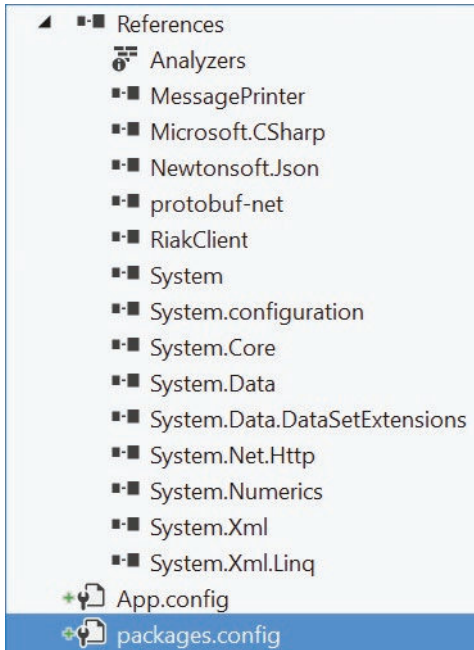 References
Analyzers
MessagePrinter
Microsoft.CSharp
Newtonsoft.Json
protobuf-net
RiakClient
System
System.configuration
System.Core
System.Data
System.Data.DataSetExtensions
System.Net.Http
System.Numerics
System.Xml
System.Xml.Linq
App.config
packages.config